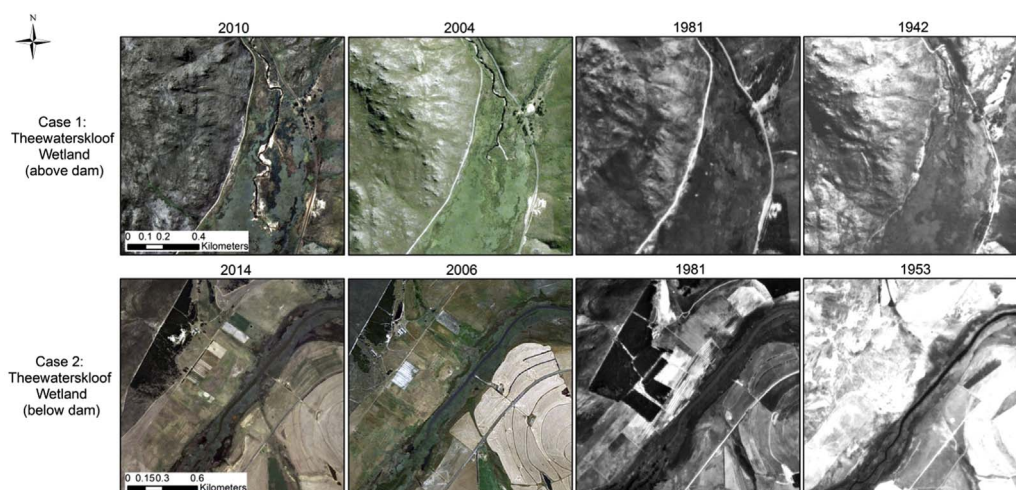 N
2010 2004 1981 1942
Case 1:
Theewaterskloof
Wetland
(above dam)
0 0.1 0.2 0.4
Kilometers
2014 2006 1981 1953
Case 2:
Theewaterskloof
Wetland
(below dam)
0 0.150.3 0.6
Kilometers